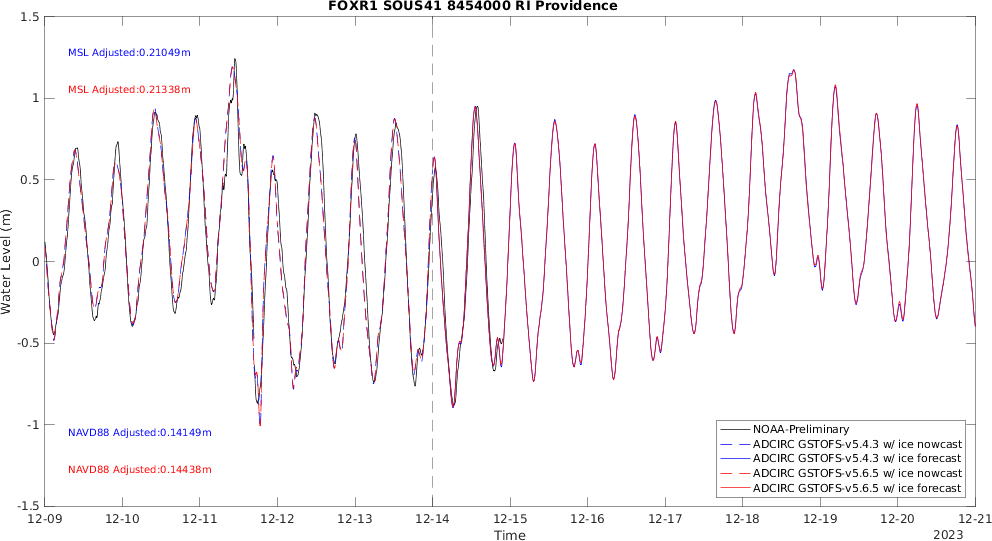 FOXR1 SOUS41 8454000 RI Providence
1.5
1
0.5
0
-0.5
-1
-1.5
Water Level (m)
MSL Adjusted:0.21049m
MSL Adjusted:0.21338m
NAVD88 Adjusted:0.14149m
NAVD88 Adjusted:0.14438m
NOAA-Preliminary
ADCIRC GSTOFS-v5.4.3 w/ ice nowcast
ADCIRC GSTOFS-v5.4.3 w/ ice forecast
ADCIRC GSTOFS-v5.6.5 w/ ice nowcast
ADCIRC GSTOFS-v5.6.5 w/ ice forecast
12-09 12-10 12-11 12-12 12-13 12-14 12-15 12-16 12-17 12-18 12-19 12-20 12-21
Time
2023